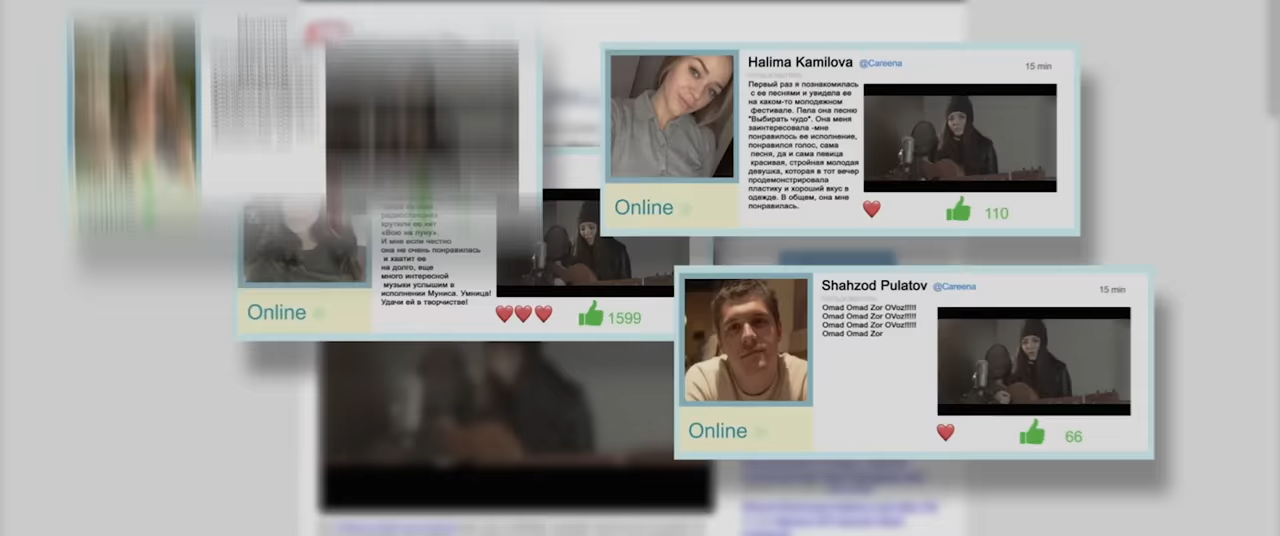 Halima Kamilova @Careena
15 min
Первый раз я познакомилась
с ее песнями и увидела ее
на каком-то молодежном
фестивале. Пела она песню
"Выбирать чудо". Она меня
заинтересовала -мне
понравилось ее исполнение,
понравился голос, сама
песня, да и сама певица
красивая, стройная молодая
девушка, которая в тот вечер
продемонстрировала
пластику и хороший вкус в
одежде. В общем, она мне
понравилась.
Online
110
радиостанциях
крутили ее хит
«Вою на луну».
И мне если честно
она не очень понравилась
и хватит ее
на долго, еще
много интересной
музыки услышим в
исполнении Муниса. Умница!
Удачи ей в творчестве!
Online
1599
Shahzod Pulatov @Careena
15 min
Omad Omad Zor OVoz!!!!!
Omad Omad Zor OVoz!!!!!
Omad Omad Zor OVoz!!!!!
Omad Omad Zor
Online
66